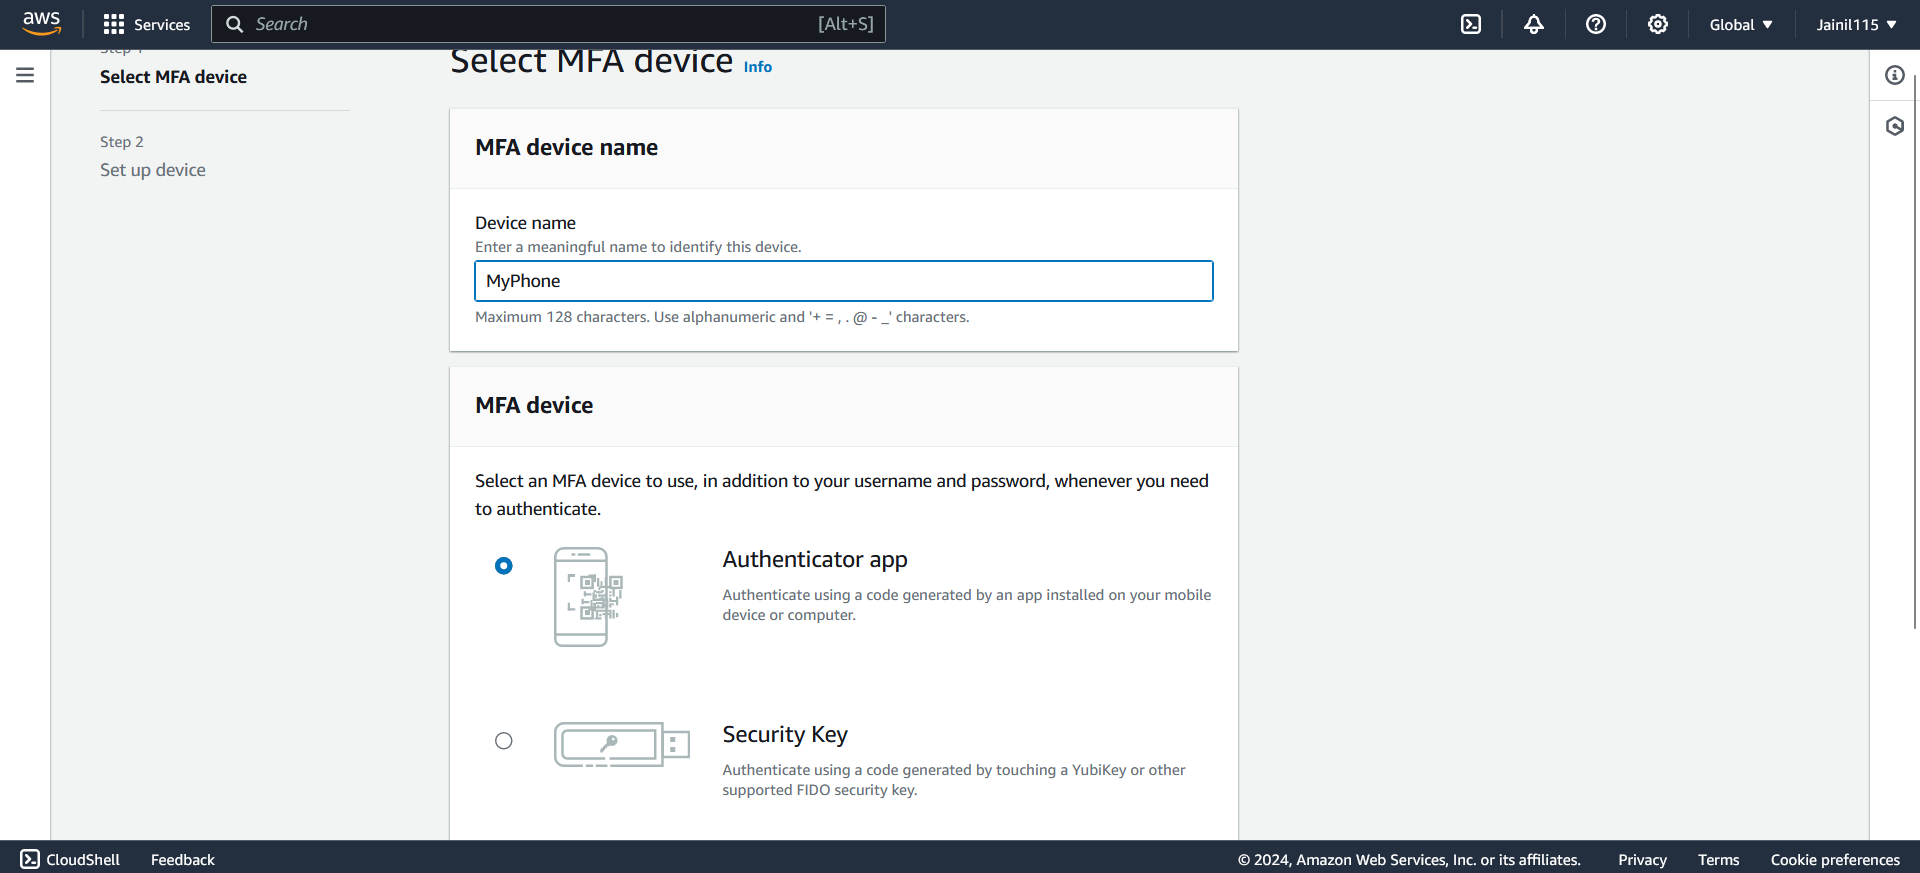 aws
Services
Search
[Alt+S]
Global
Jainil115
Step 1
Select MFA device
Step 2
Set up device
Select MFA device Info
MFA device name
Device name
Enter a meaningful name to identify this device.
MyPhone
Maximum 128 characters. Use alphanumeric and '+ = , . @ - _' characters.
MFA device
Select an MFA device to use, in addition to your username and password, whenever you need
to authenticate.
Authenticator app
Authenticate using a code generated by an app installed on your mobile
device or computer.
Security Key
Authenticate using a code generated by touching a YubiKey or other
supported FIDO security key.
CloudShell
Feedback
© 2024, Amazon Web Services, Inc. or its affiliates.
Privacy
Terms
Cookie preferences